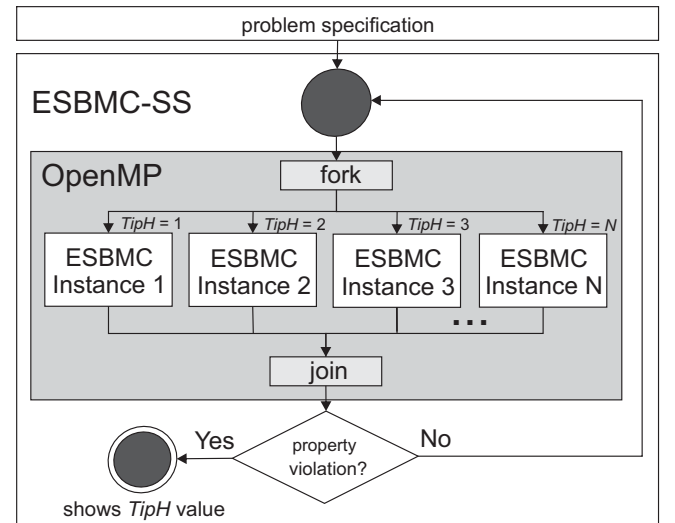 problem specification
ESBMC-SS
OpenMP
fork
TipH = 1
TipH = 2
TipH = 3
TipH = N
ESBMC
Instance 1
ESBMC
Instance 2
ESBMC
Instance 3
ESBMC
Instance N
...
join
property
violation?
Yes
No
shows TipH value